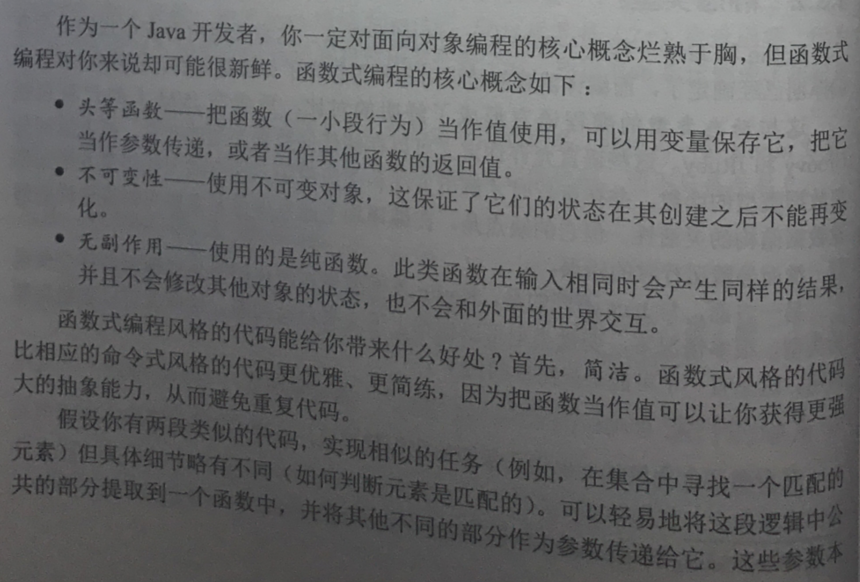 作为一个 Java 开发者，你一定对面向对象编程的核心概念烂熟于胸，但函数式
编程对你来说却可能很新鲜。函数式编程的核心概念如下：
● 头等函数——把函数（一小段行为）当作值使用，可以用变量保存它，把它
当作参数传递，或者当作其他函数的返回值。
● 不可变性——使用不可变对象，这保证了它们的状态在其创建之后不能再变
化。
● 无副作用——使用的是纯函数。此类函数在输入相同时会产生同样的结果，
并且不会修改其他对象的状态，也不会和外面的世界交互。
函数式编程风格的代码能给你带来什么好处？首先，简洁。函数式风格的代码
比相应的命令式风格的代码更优雅、更简练，因为把函数当作值可以让你获得更强
大的抽象能力，从而避免重复代码。
假设你有两段类似的代码，实现相似的任务（例如，在集合中寻找一个匹配的
元素）但具体细节略有不同（如何判断元素是匹配的）。可以轻易地将这段逻辑中公
共的部分提取到一个函数中，并将其他不同的部分作为参数传递给它。这些参数本